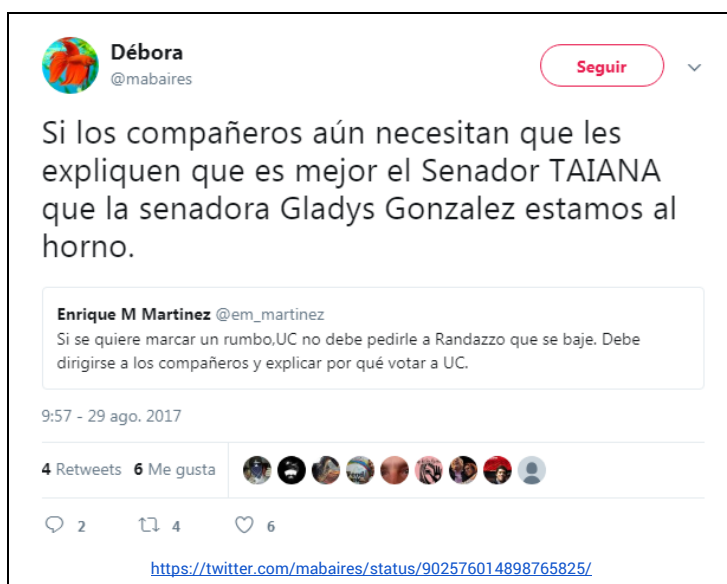 Débora
@mabaires
Seguir
Si los compañeros aún necesitan que les
expliquen que es mejor el Senador TAIANA
que la senadora Gladys Gonzalez estamos al
horno.
Enrique M Martinez @em_martinez
Si se quiere marcar un rumbo,UC no debe pedirle a Randazzo que se baje. Debe
dirigirse a los compañeros y explicar por qué votar a UC.
9:57 - 29 ago. 2017
4 Retweets 6 Me gusta
2 4 6
https://twitter.com/mabaires/status/902576014898765825/